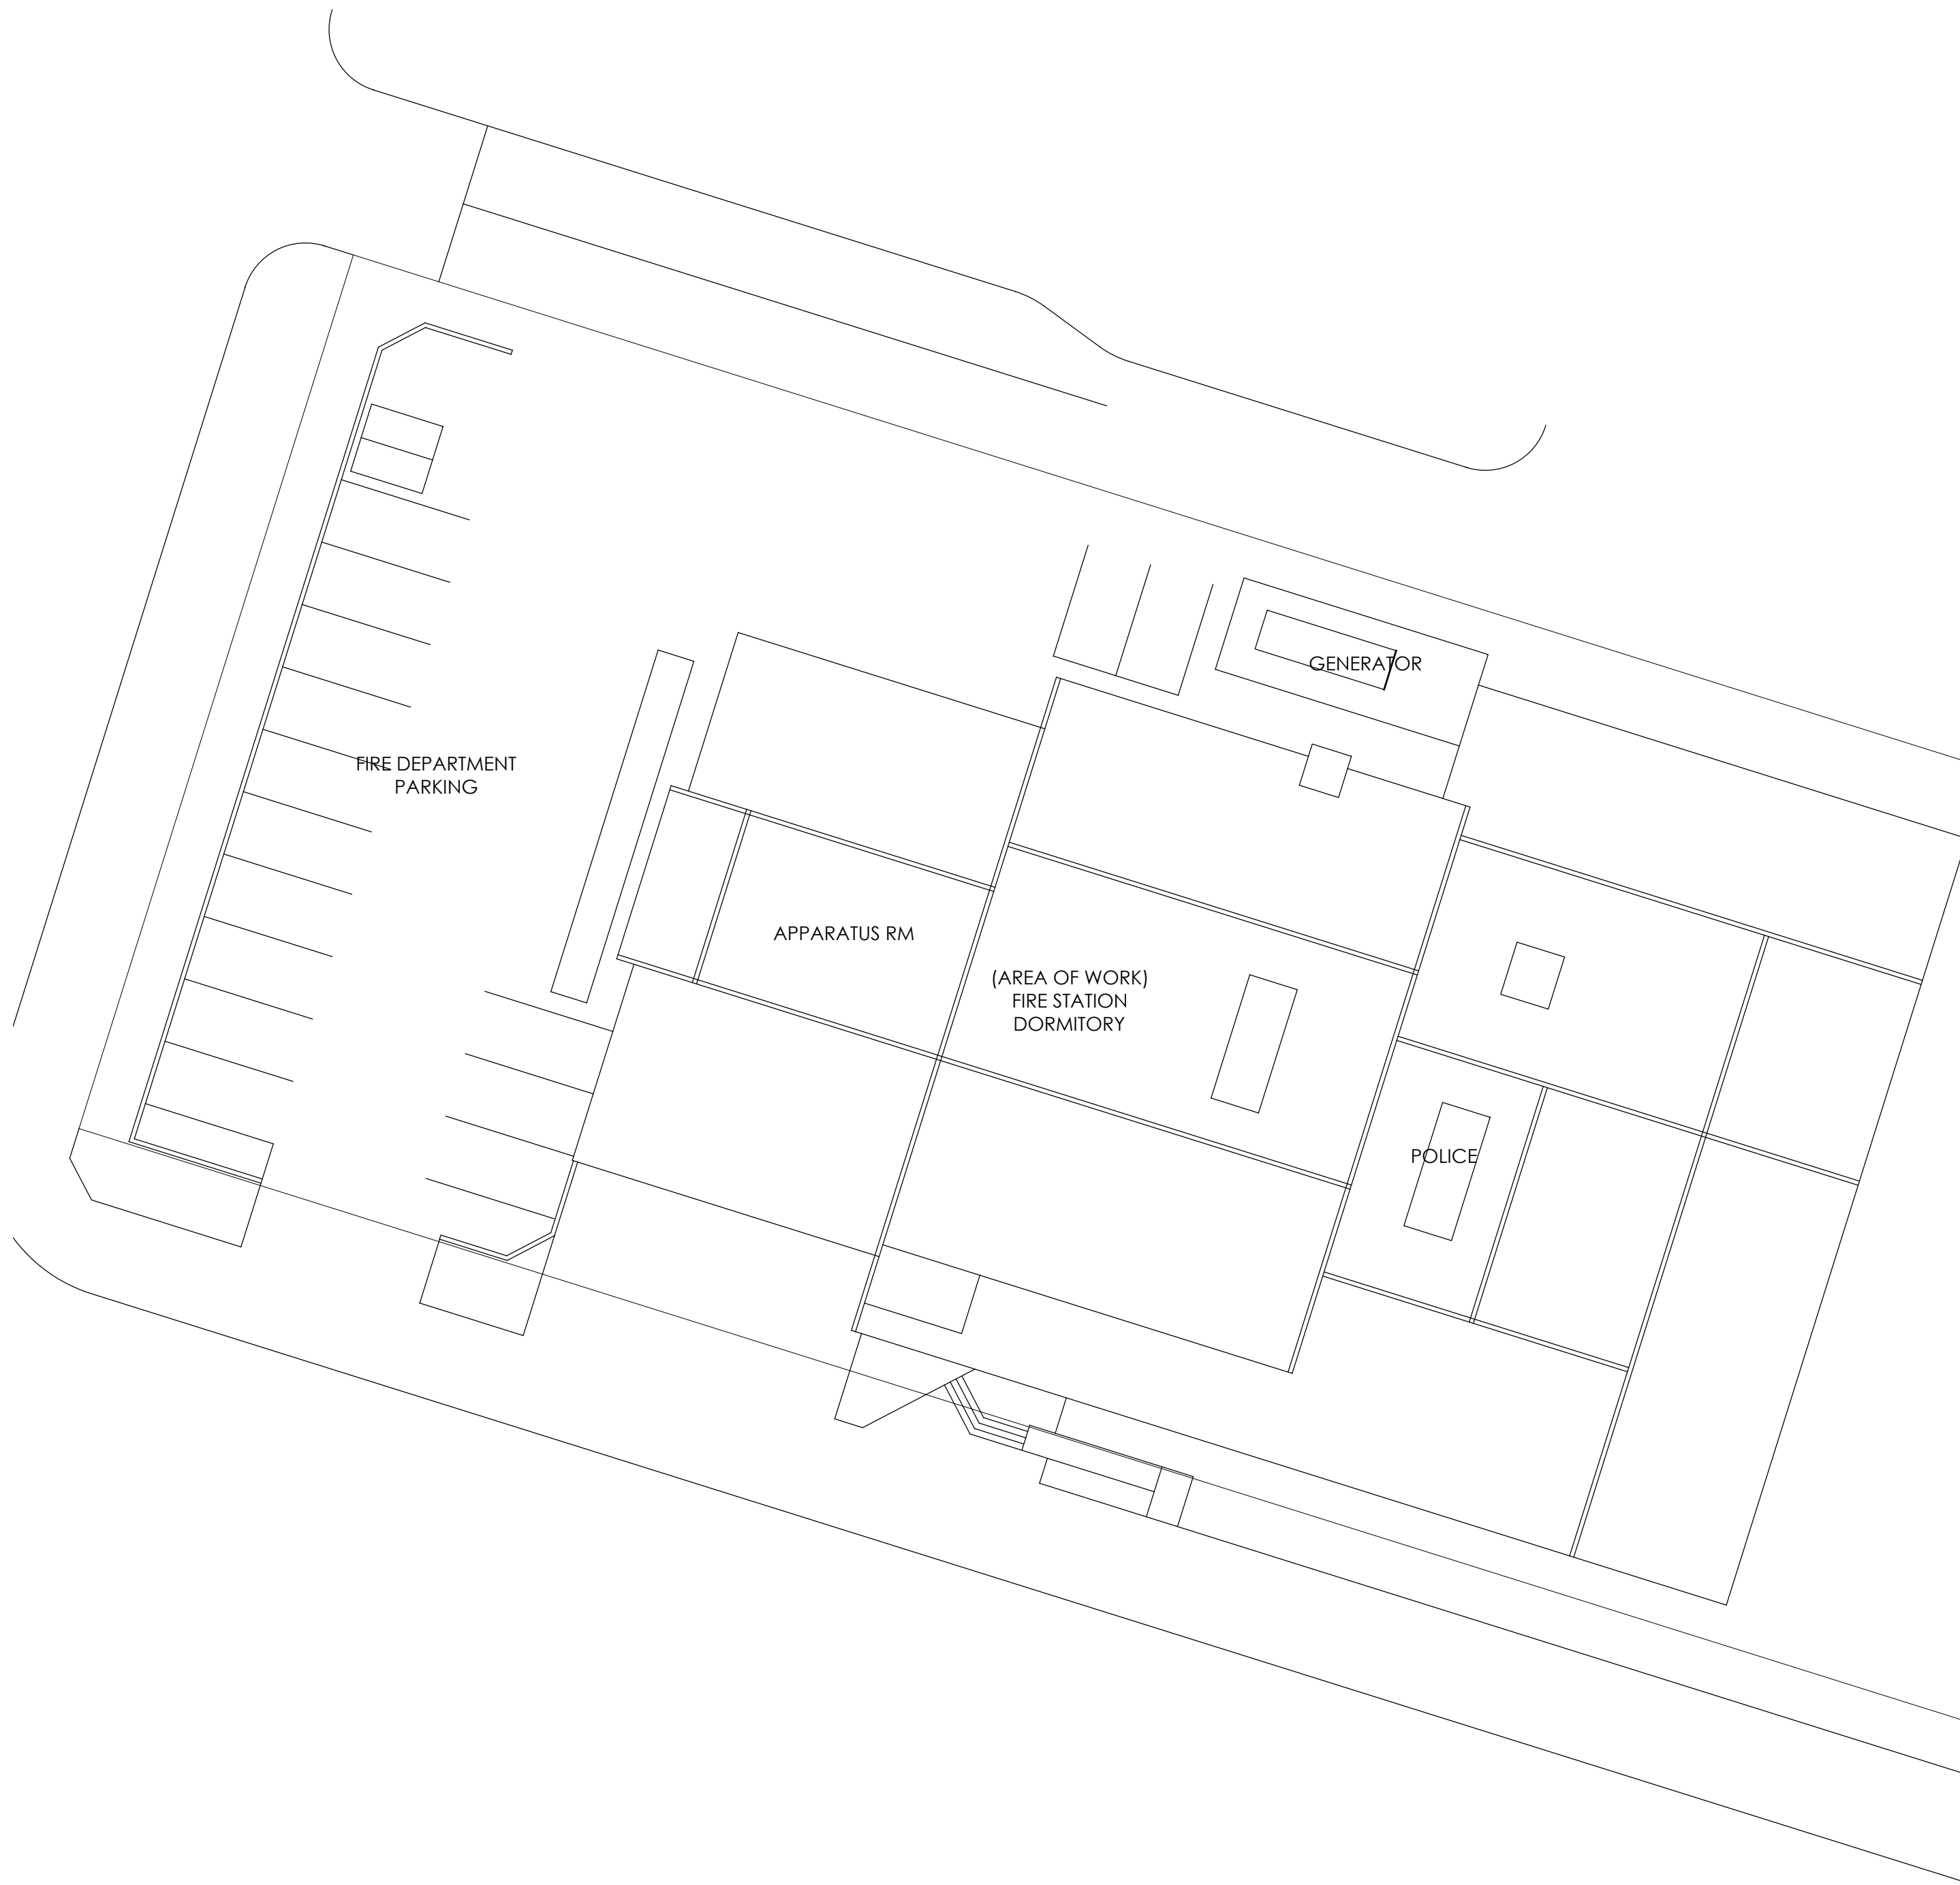 GENERATOR
FIRE DEPARTMENT
PARKING
APPARATUS RM
(AREA OF WORK)
FIRE STATION
DORMITORY
POLICE